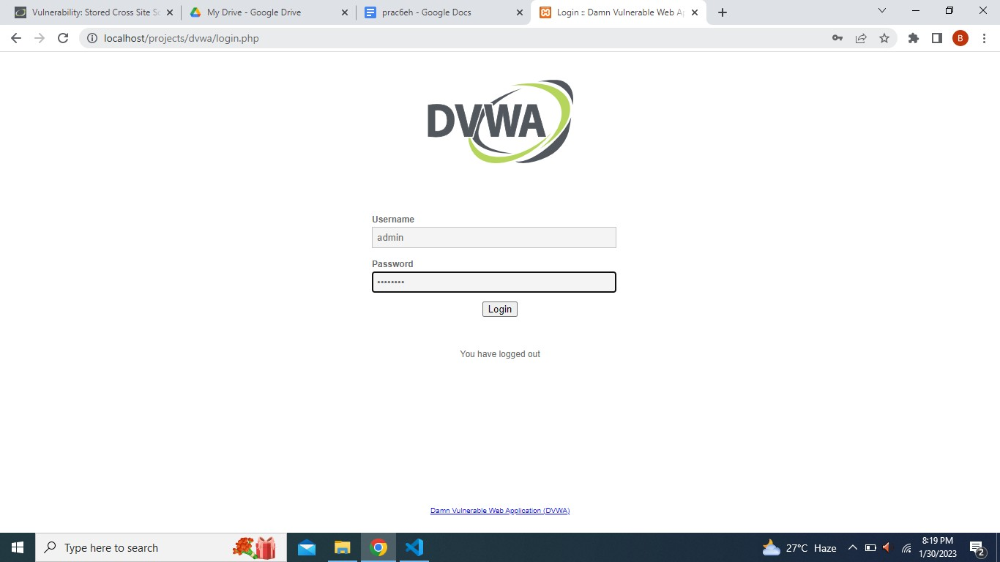 Vulnerability: Stored Cross Site Sc
My Drive - Google Drive
prac6eh - Google Docs
Login :: Damn Vulnerable Web Ap
localhost/projects/dvwa/login.php
B
DVWA
Username
admin
Password
••••••••
Login
You have logged out
Damn Vulnerable Web Application (DVWA)
Type here to search
27°C Haze
8:19 PM
1/30/2023
2